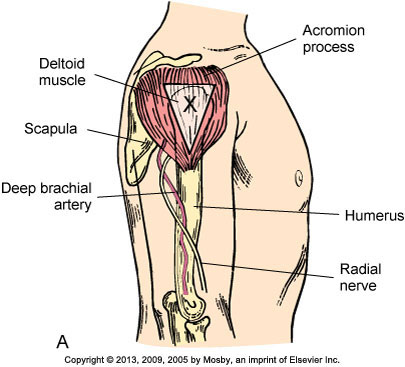 Acromion
process
Deltoid
muscle
X
Scapula
Deep brachial
artery
Humerus
Radial
nerve
A
Copyright © 2013, 2009, 2005 by Mosby, an imprint of Elsevier Inc.